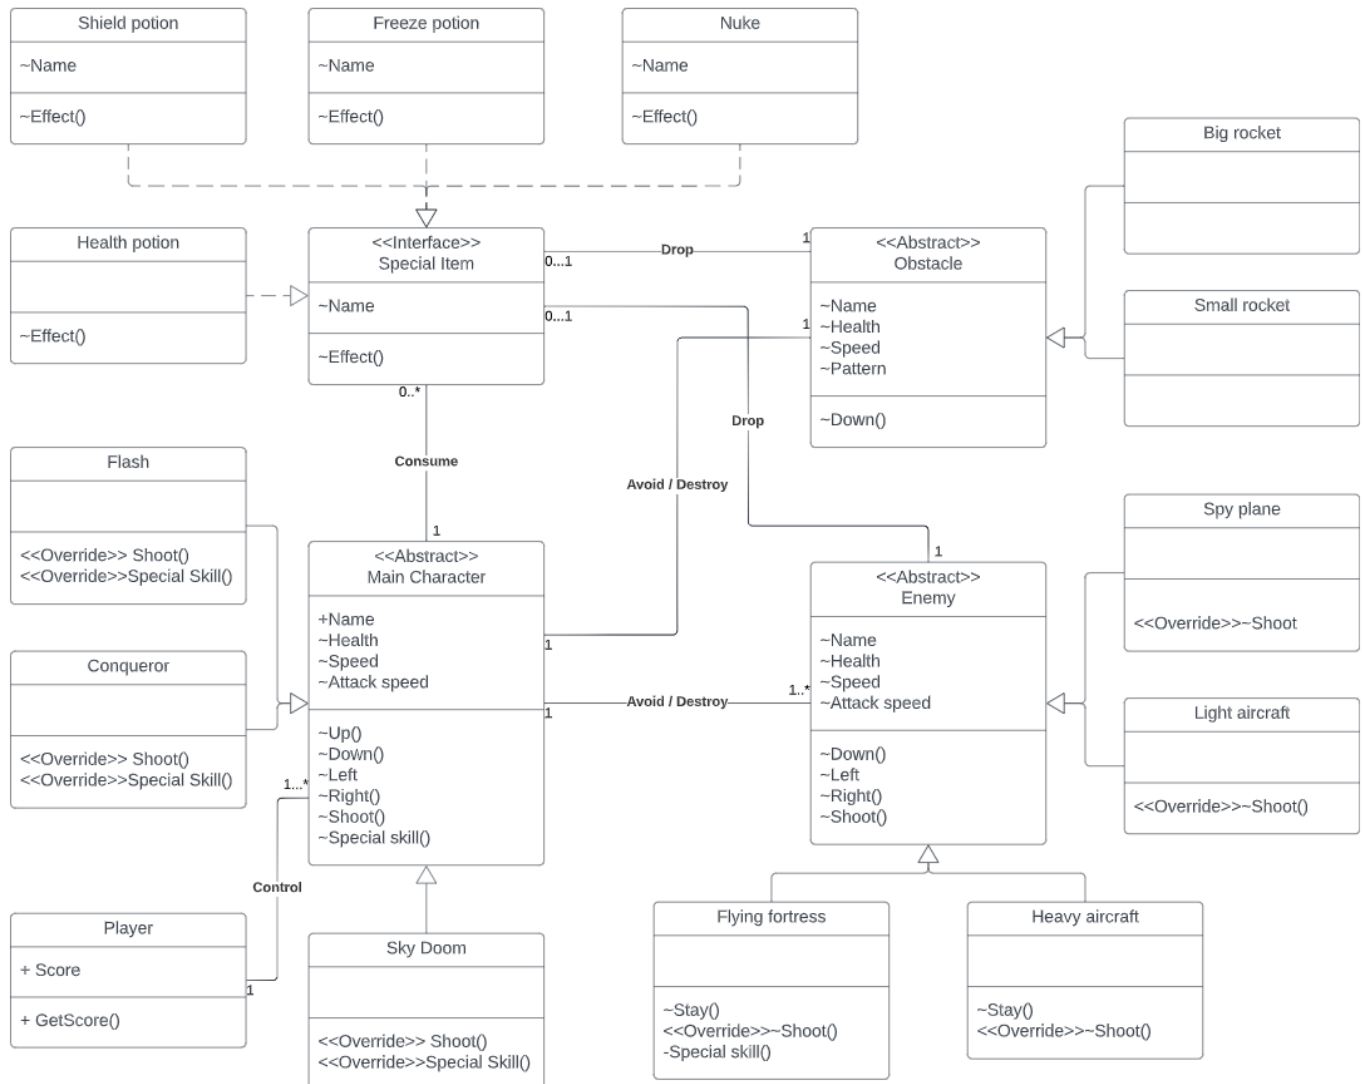 Shield potion
~Name
~Effect()
Freeze potion
~Name
~Effect()
Nuke
~Name
~Effect()
Big rocket
Health potion
~Effect()
<<Interface>>
Special Item
~Name
~Effect()
Drop
1
0...1
0...1
1
<<Abstract>>
Obstacle
~Name
~Health
~Speed
~Pattern
~Down()
Small rocket
0..*
Consume
1
Drop
Avoid / Destroy
Flash
<<Override>> Shoot()
<<Override>>Special Skill()
Spy plane
<<Override>>~Shoot
<<Abstract>>
Main Character
+Name
~Health
~Speed
~Attack speed
~Up()
~Down()
~Left
~Right()
~Shoot()
~Special skill()
1
1
Avoid / Destroy
1..*
1
<<Abstract>>
Enemy
~Name
~Health
~Speed
~Attack speed
~Down()
~Left
~Right()
~Shoot()
Conqueror
<<Override>> Shoot()
<<Override>>Special Skill()
Light aircraft
<<Override>>~Shoot()
1...*
Control
1
Player
+ Score
+ GetScore()
Sky Doom
<<Override>> Shoot()
<<Override>>Special Skill()
Flying fortress
~Stay()
<<Override>>~Shoot()
-Special skill()
Heavy aircraft
~Stay()
<<Override>>~Shoot()